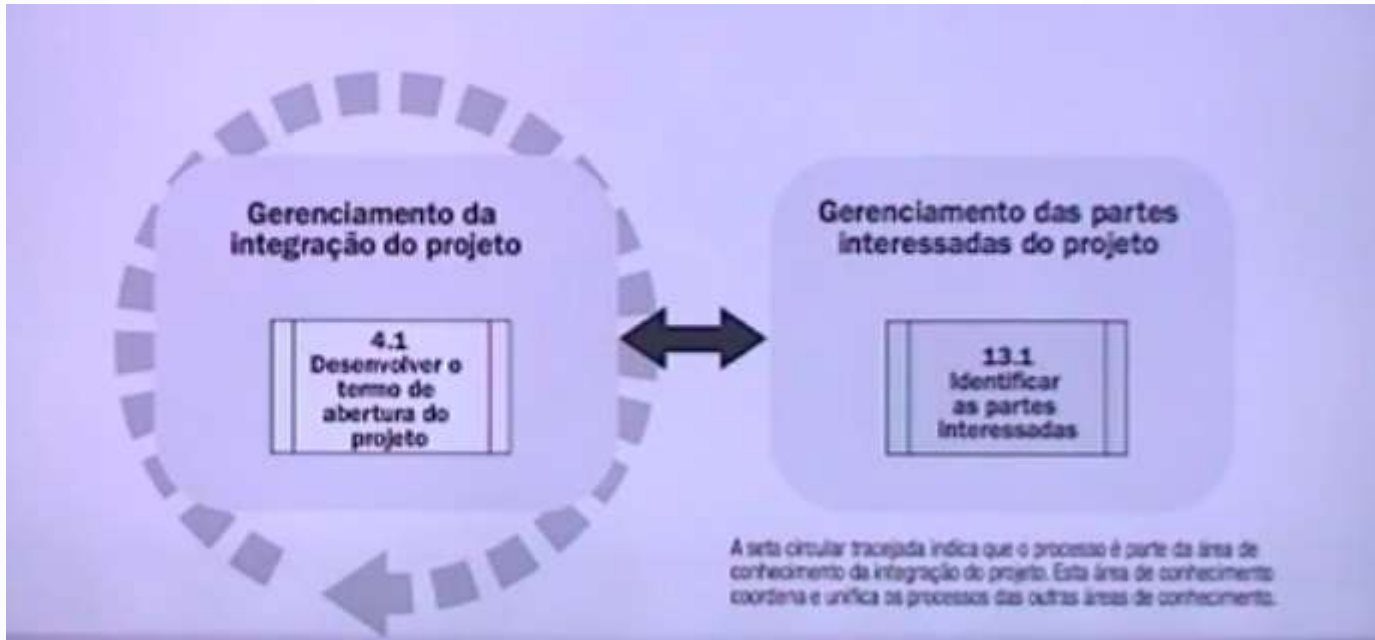 Gerenciamento da
integração do projeto
4.1
Desenvolver o
termo de
abertura do
projeto
Gerenciamento das partes
interessadas do projeto
13.1
Identificar
as partes
interessadas
A seta circular tracejada indica que o processo é parte da área de
conhecimento da integração do projeto. Esta área de conhecimento
coordena e unifica os processos das outras áreas de conhecimento.